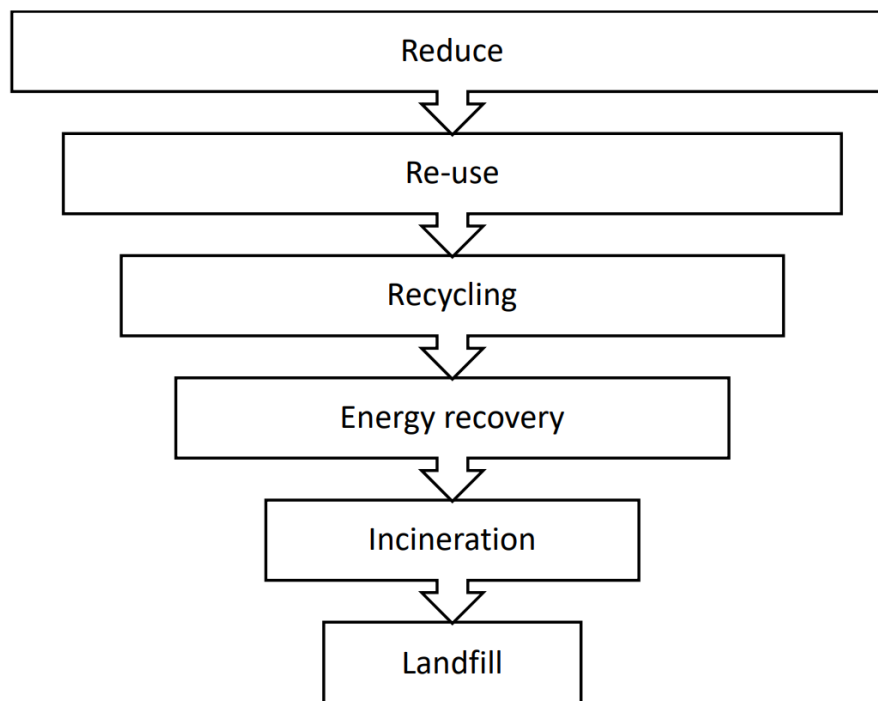 Reduce
Re-use
Recycling
Energy recovery
Incineration
Landfill